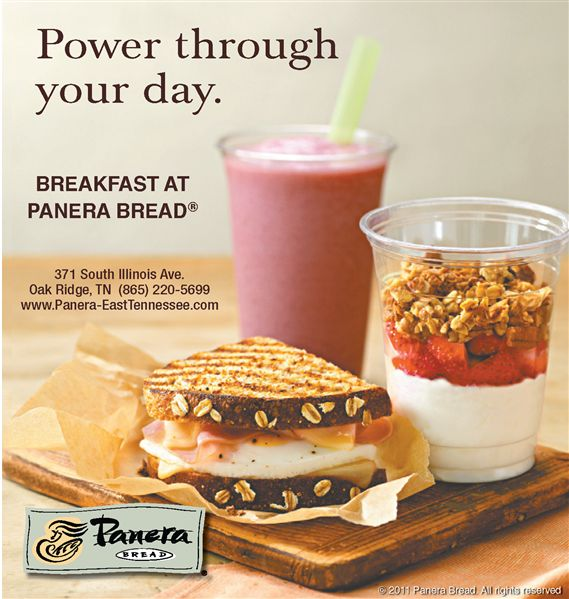 Power through
your day.
BREAKFAST AT
PANERA BREAD®
371 South Illinois Ave.
Oak Ridge, TN (865) 220-5699
www.Panera-EastTennessee.com
Panera
BREAD
© 2011 Panera Bread. All rights reserved